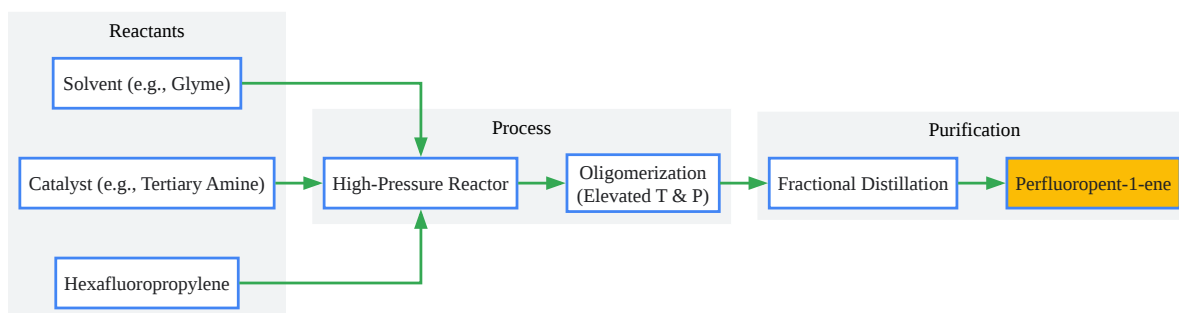 Reactants
Solvent (e.g., Glyme)
Catalyst (e.g., Tertiary Amine)
Hexafluoropropylene
Process
High-Pressure Reactor
Oligomerization
(Elevated T & P)
Purification
Fractional Distillation
Perfluoropent-1-ene